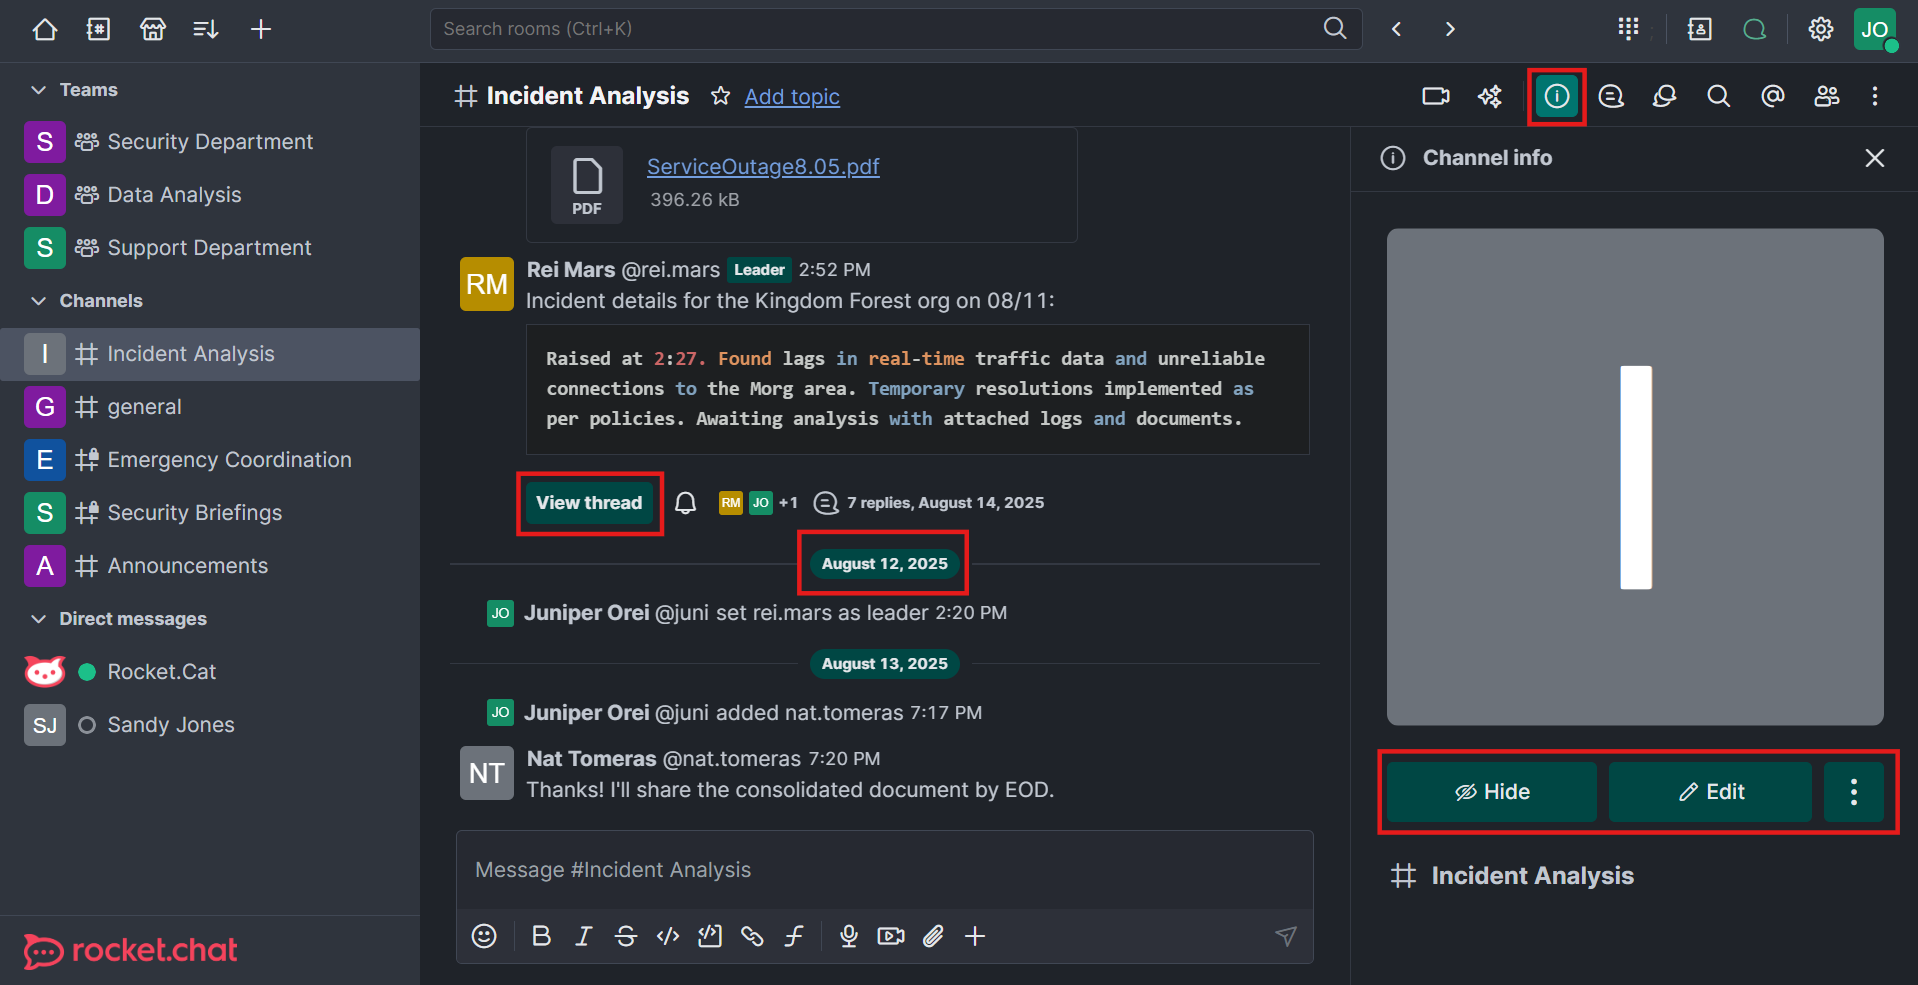 Search rooms (Ctrl+K)
JO
Teams
S Security Department
D Data Analysis
S Support Department
Channels
I Incident Analysis
G general
E Emergency Coordination
S Security Briefings
A Announcements
Direct messages
Rocket.Cat
SJ Sandy Jones
rocket.chat
Incident Analysis Add topic
PDF
ServiceOutage8.05.pdf
396.26 kB
RM
Rei Mars @rei.mars Leader 2:52 PM
Incident details for the Kingdom Forest org on 08/11:
Raised at 2:27. Found lags in real-time traffic data and unreliable
connections to the Morg area. Temporary resolutions implemented as
per policies. Awaiting analysis with attached logs and documents.
View thread RM JO +1 7 replies, August 14, 2025
August 12, 2025
JO Juniper Orei @juni set rei.mars as leader 2:20 PM
August 13, 2025
JO Juniper Orei @juni added nat.tomeras 7:17 PM
NT
Nat Tomeras @nat.tomeras 7:20 PM
Thanks! I'll share the consolidated document by EOD.
Message #Incident Analysis
Channel info
I
Hide
Edit
Incident Analysis